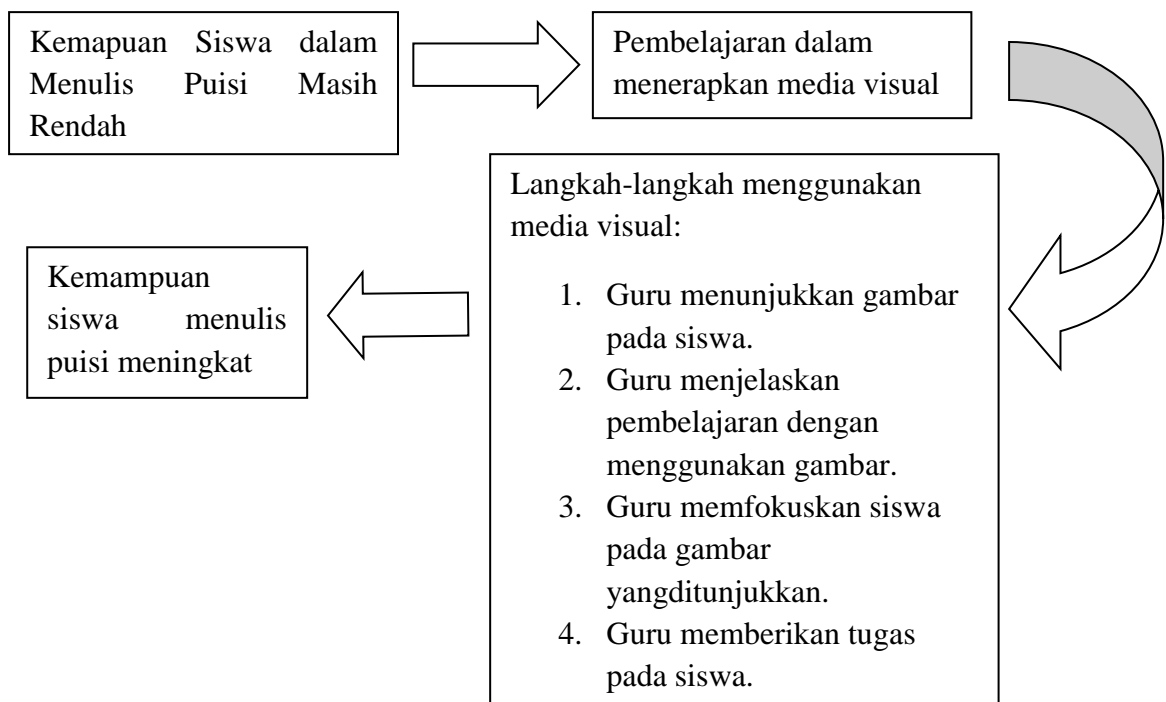 Kemapuan Siswa dalam
Menulis Puisi Masih
Rendah
Pembelajaran dalam
menerapkan media visual
Langkah-langkah menggunakan
media visual:
1. Guru menunjukkan gambar
pada siswa.
2. Guru menjelaskan
pembelajaran dengan
menggunakan gambar.
3. Guru memfokuskan siswa
pada gambar
yangditunjukkan.
4. Guru memberikan tugas
pada siswa.
Kemampuan
siswa menulis
puisi meningkat